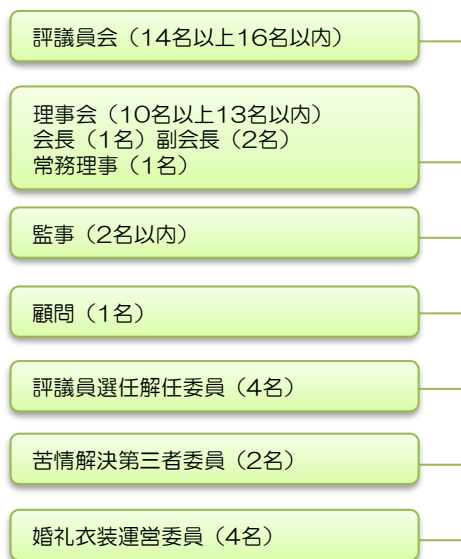 評議員会（14名以上16名以内）
理事会（10名以上13名以内）
会長（1名）副会長（2名）
常務理事（1名）
監事（2名以内）
顧問（1名）
評議員選任解任委員（4名）
苦情解決第三者委員（2名）
婚礼衣装運営委員（4名）